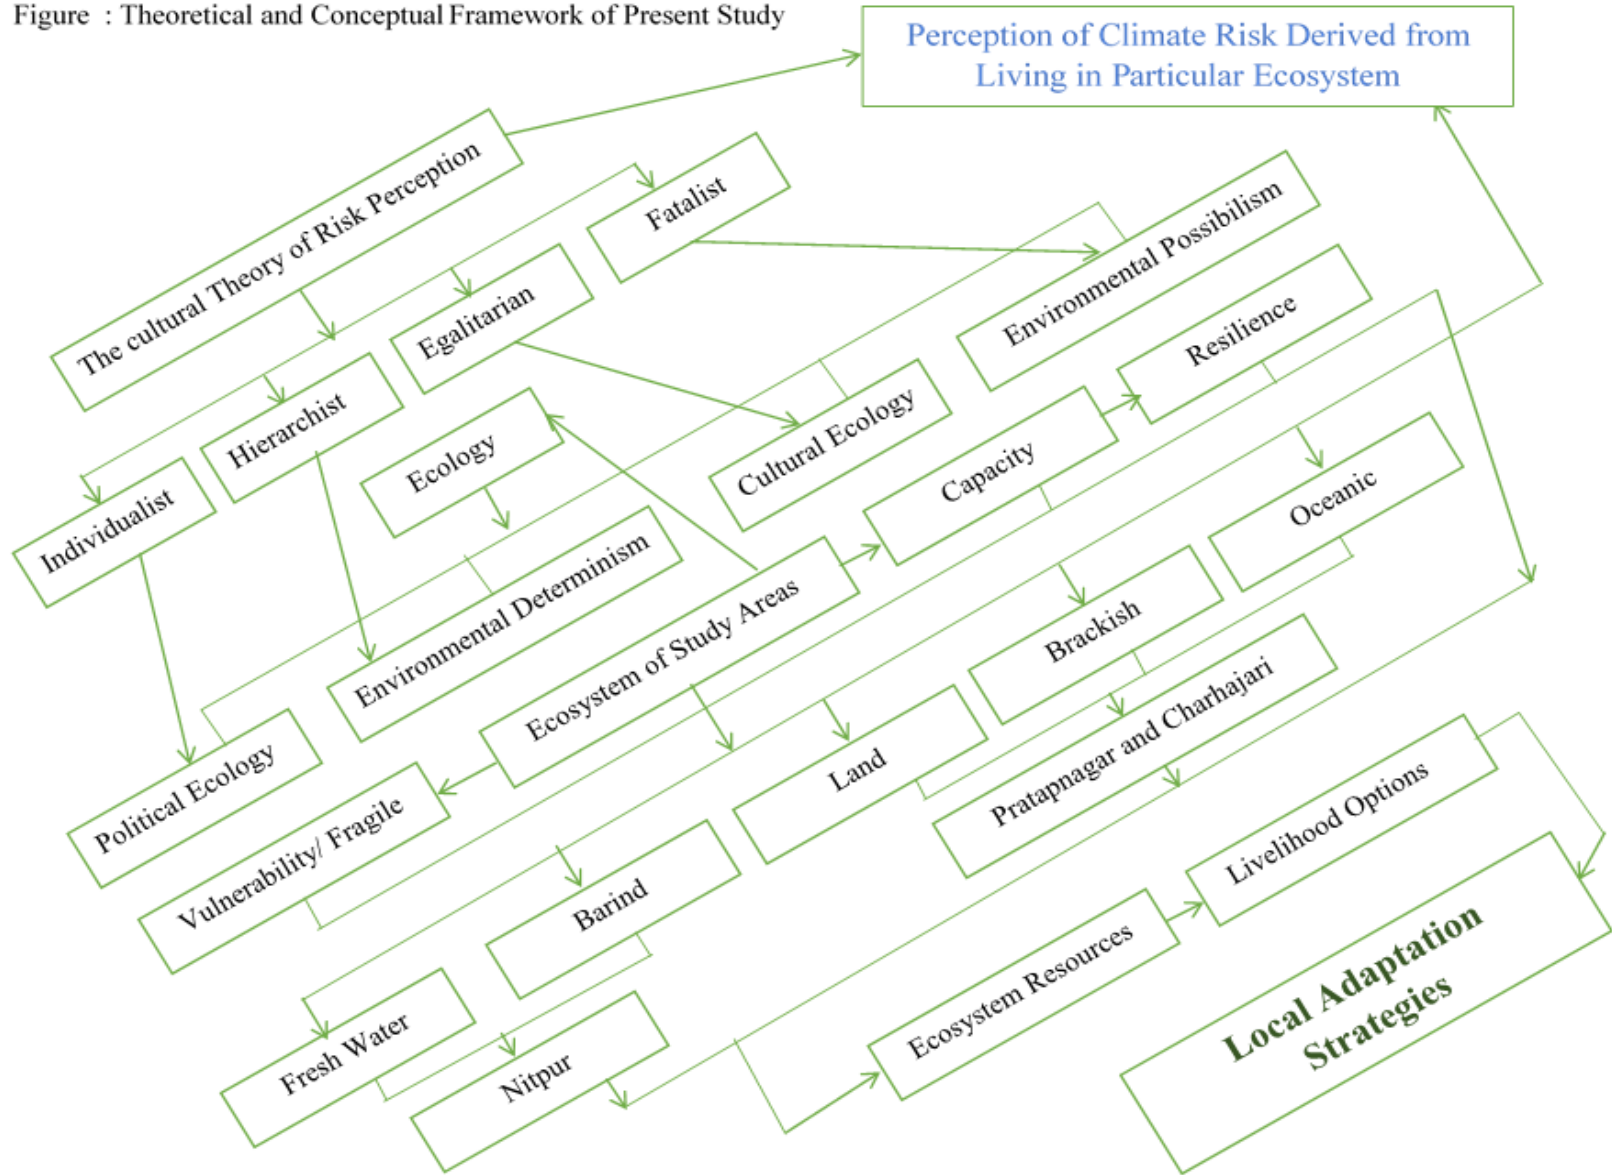 Figure : Theoretical and Conceptual Framework of Present Study
Perception of Climate Risk Derived from
Living in Particular Ecosystem
The cultural Theory of Risk Perception
Fatalist
Egalitarian
Hierarchist
Individualist
Environmental Possibilism
Cultural Ecology
Ecology
Environmental Determinism
Political Ecology
Resilience
Capacity
Ecosystem of Study Areas
Vulnerability/ Fragile
Oceanic
Brackish
Land
Barind
Fresh Water
Pratapnagar and Charhajari
Nitpur
Livelihood Options
Ecosystem Resources
Local Adaptation
Strategies